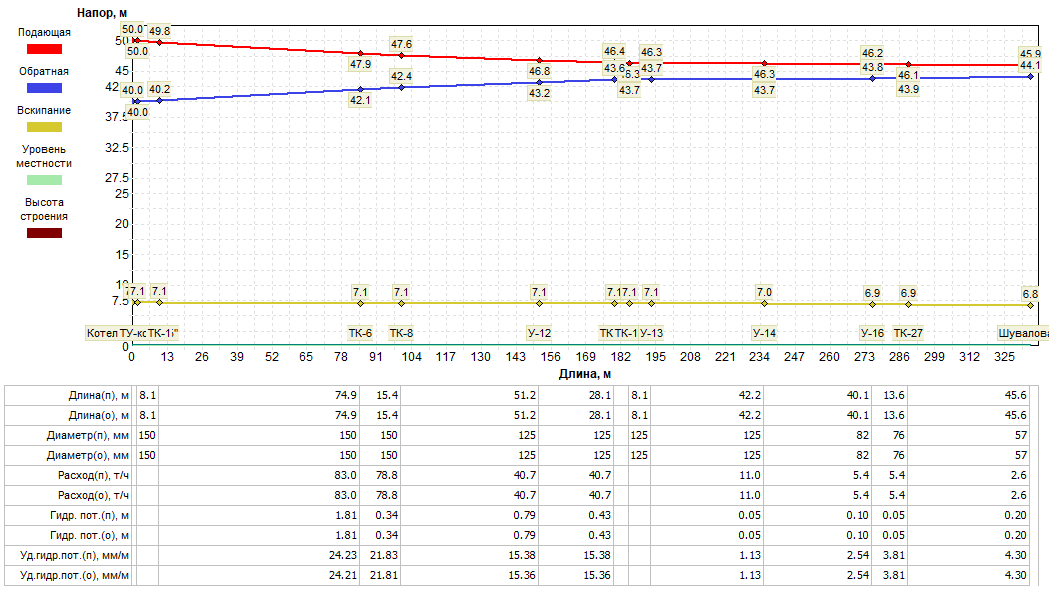 Напор, м
Подающая
Обратная
Вскипание
Уровень
местности
Высота
строения
50.0 49.8 47.6 46.4 46.3 46.2 45.9
50.0 47.9 46.8 46.3 46.1
40.0 40.2 42.4 43.6 43.7 43.8 44.1
40.0 42.1 43.2 43.7 43.7 43.9
45
37.5
32.5
27.5
25
20
15
7.1 7.1 7.1 7.1 7.1 7.1 7.0 6.9 6.9 6.8
ТК-6 ТК-8 У-12 У-13 У-14 У-16 ТК-27 Шувалова
0
0 13 26 39 52 65 78 91 104 117 130 143 156 169 182 195 208 221 234 247 260 273 286 299 312 325
Длина, м
Длина(п), м 8.1 74.9 15.4 51.2 28.1 8.1 42.2 40.1 13.6 45.6
Длина(о), м 8.1 74.9 15.4 51.2 28.1 8.1 42.2 40.1 13.6 45.6
Диаметр(п), мм 150 150 150 125 125 125 125 82 76 57
Диаметр(о), мм 150 150 150 125 125 125 125 82 76 57
Расход(п), т/ч 83.0 78.8 40.7 40.7 11.0 5.4 5.4 2.6
Расход(о), т/ч 83.0 78.8 40.7 40.7 11.0 5.4 5.4 2.6
Гидр. пот.(п), м 1.81 0.34 0.79 0.43 0.05 0.10 0.05 0.20
Гидр. пот.(о), м 1.81 0.34 0.79 0.43 0.05 0.10 0.05 0.20
Уд.гидр.пот.(п), мм/м 24.23 21.83 15.38 15.38 1.13 2.54 3.81 4.30
Уд.гидр.пот.(о), мм/м 24.21 21.81 15.36 15.36 1.13 2.54 3.81 4.30